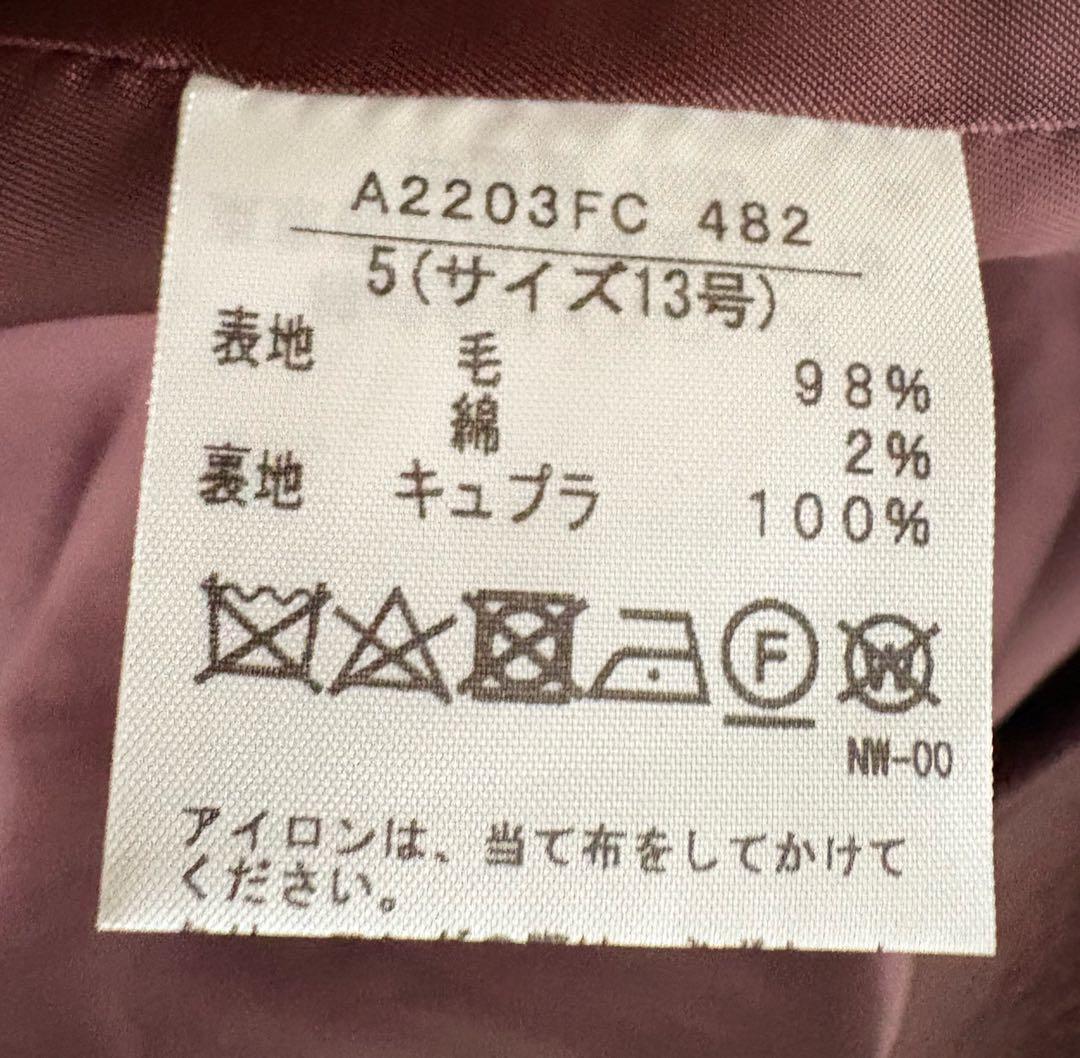 A2203FC 482
5(サイズ13号)
表地 毛 98%
綿 2%
裏地 キュプラ 100%
F W
NW-00
アイロンは、当て布をしてかけて
ください。